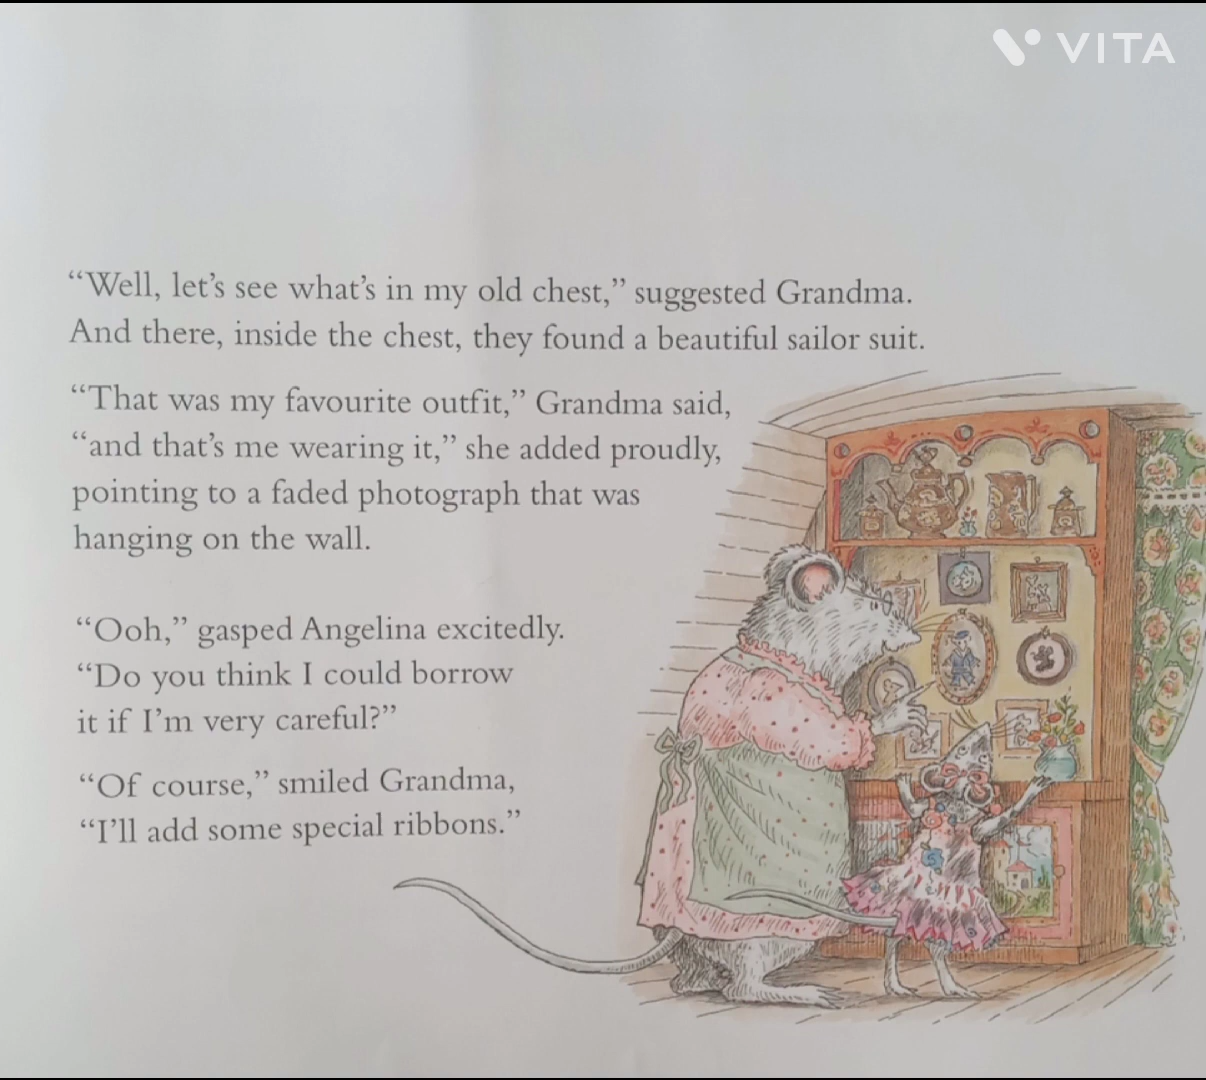 VITA
“Well, let’s see what’s in my old chest,” suggested Grandma.
And there, inside the chest, they found a beautiful sailor suit.
“That was my favourite outfit,” Grandma said,
“and that’s me wearing it,” she added proudly,
pointing to a faded photograph that was
hanging on the wall.
“Ooh,” gasped Angelina excitedly.
“Do you think I could borrow
it if I’m very careful?”
“Of course,” smiled Grandma,
“I’ll add some special ribbons.”